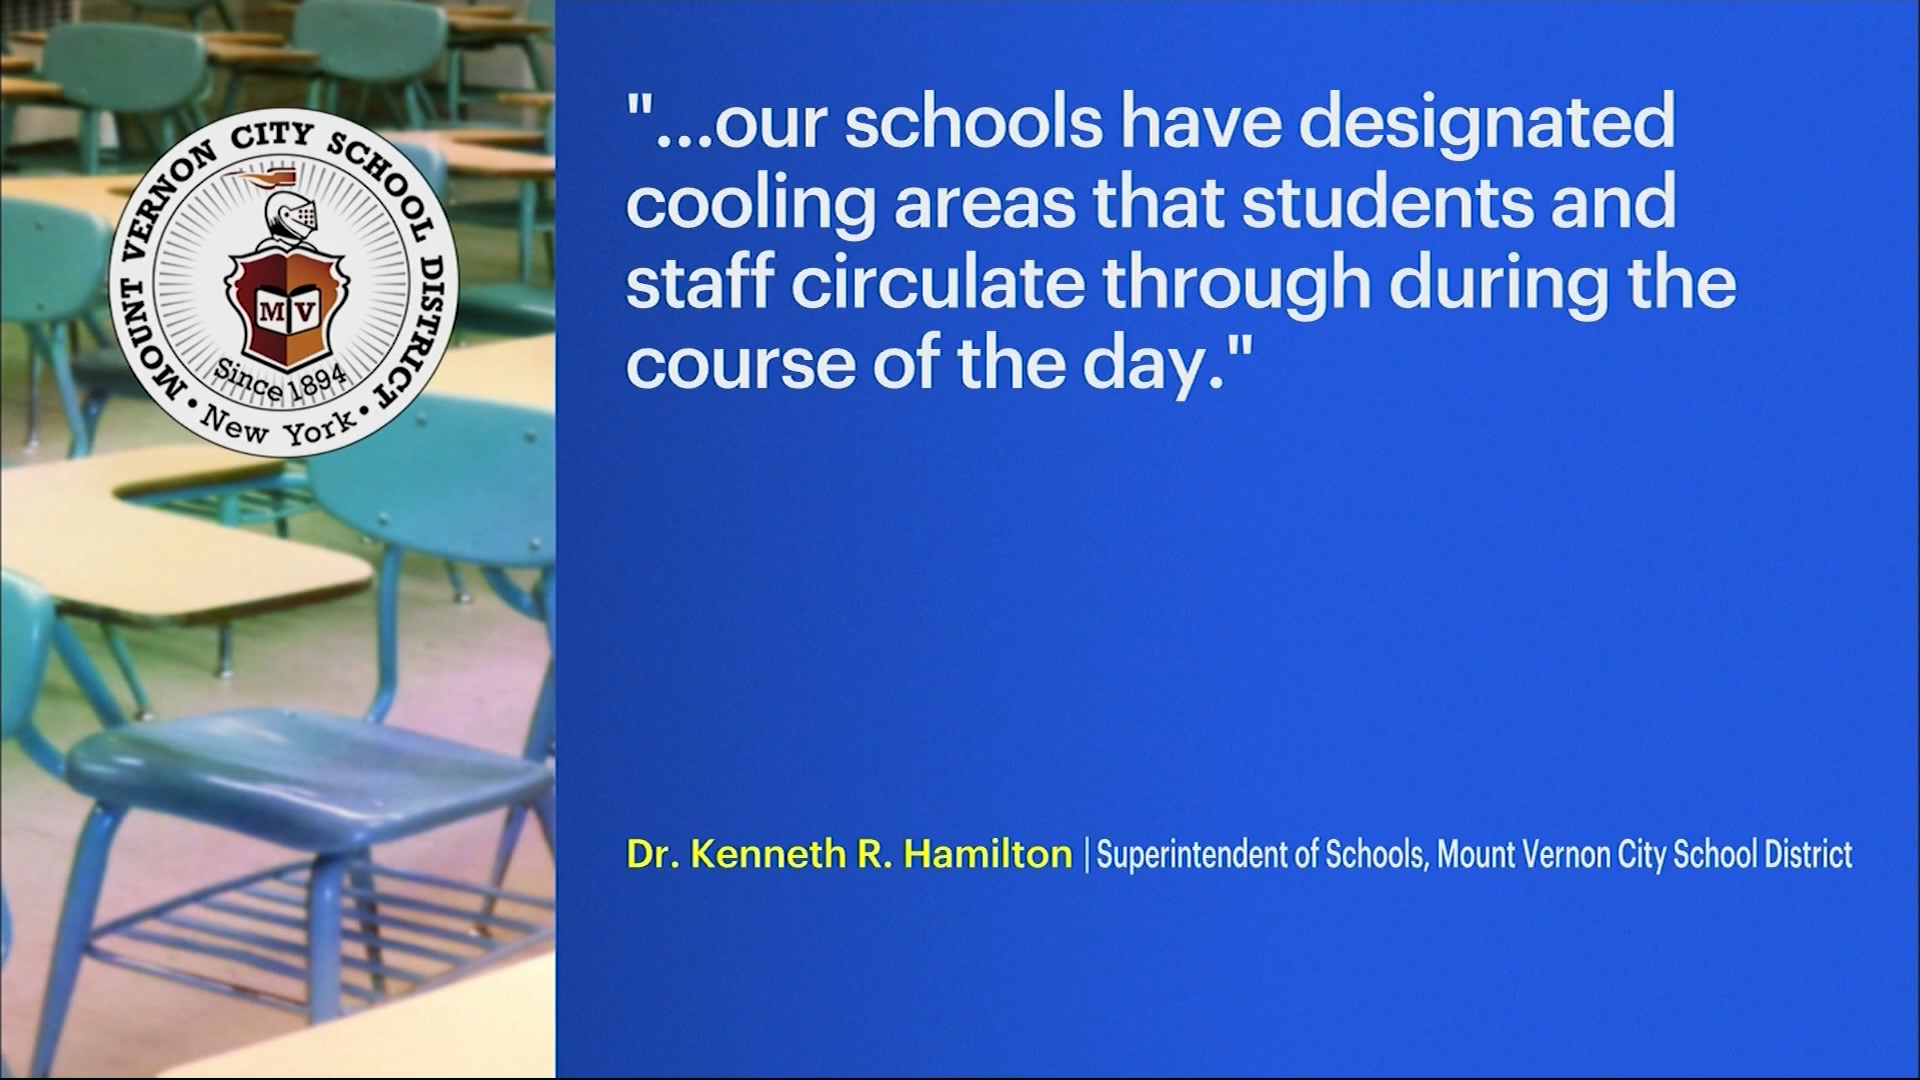 MOUNT VERNON CITY SCHOOL DISTRICT
MV
Since 1894
• New York •
"...our schools have designated
cooling areas that students and
staff circulate through during the
course of the day."
Dr. Kenneth R. Hamilton | Superintendent of Schools, Mount Vernon City School District